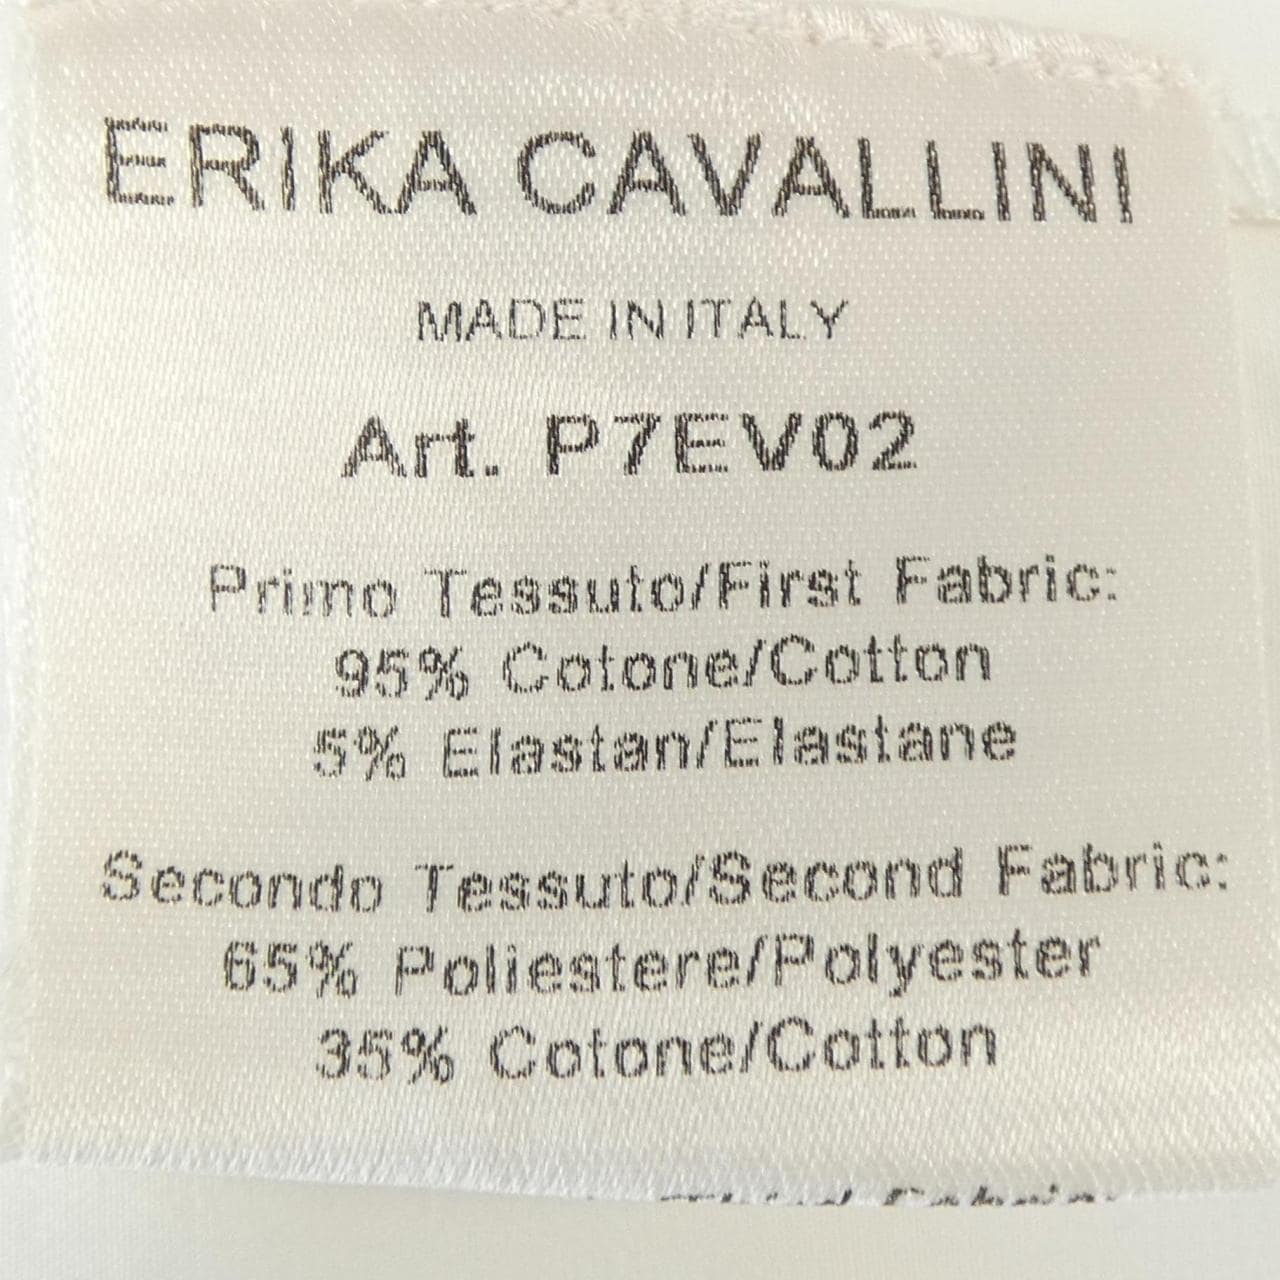 ERIKA CAVALLINI
MADE IN ITALY
Art. P7EV02
Primo Tessuto/First Fabric:
95% Cotone/Cotton
5% Elastan/Elastane
Secondo Tessuto/Second Fabric:
65% Poliestere/Polyester
35% Cotone/Cotton